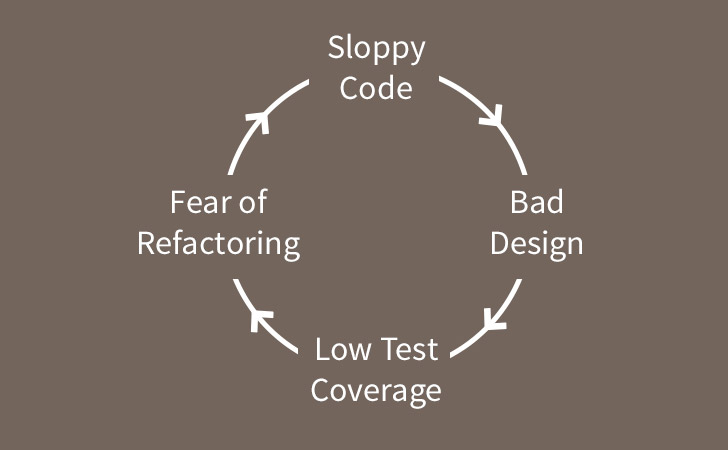 Sloppy
Code
Bad
Design
Low Test
Coverage
Fear of
Refactoring